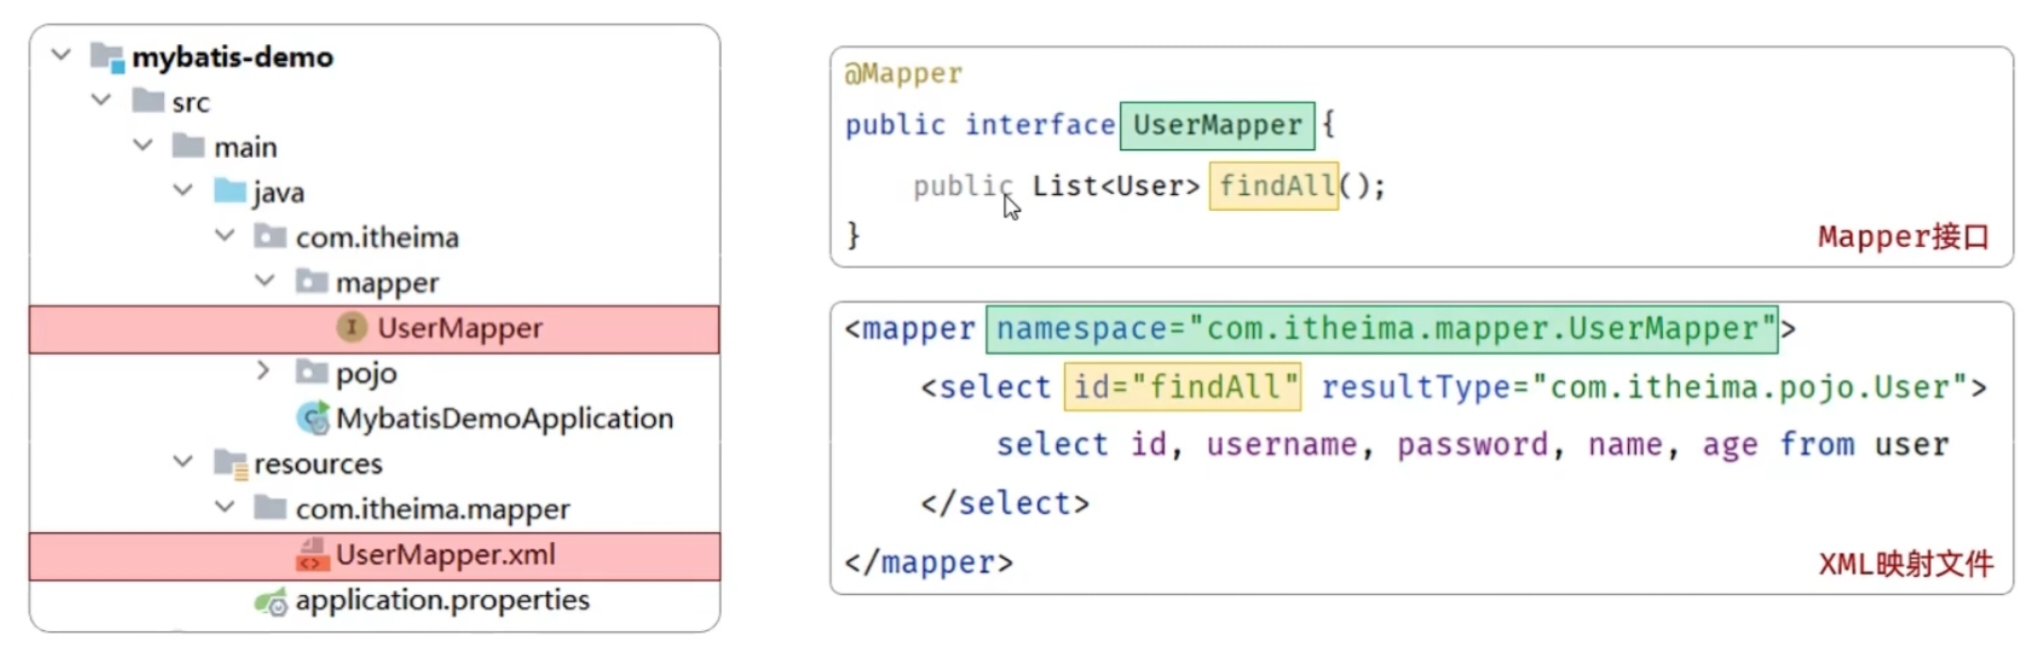 mybatis-demo
src
main
java
com.itheima
mapper
UserMapper
pojo
MybatisDemoApplication
resources
com.itheima.mapper
UserMapper.xml
application.properties
@Mapper
public interface UserMapper {
public List<User> findAll();
}
Mapper接口
<mapper namespace="com.itheima.mapper.UserMapper">
<select id="findAll" resultType="com.itheima.pojo.User">
select id, username, password, name, age from user
</select>
</mapper>
XML映射文件